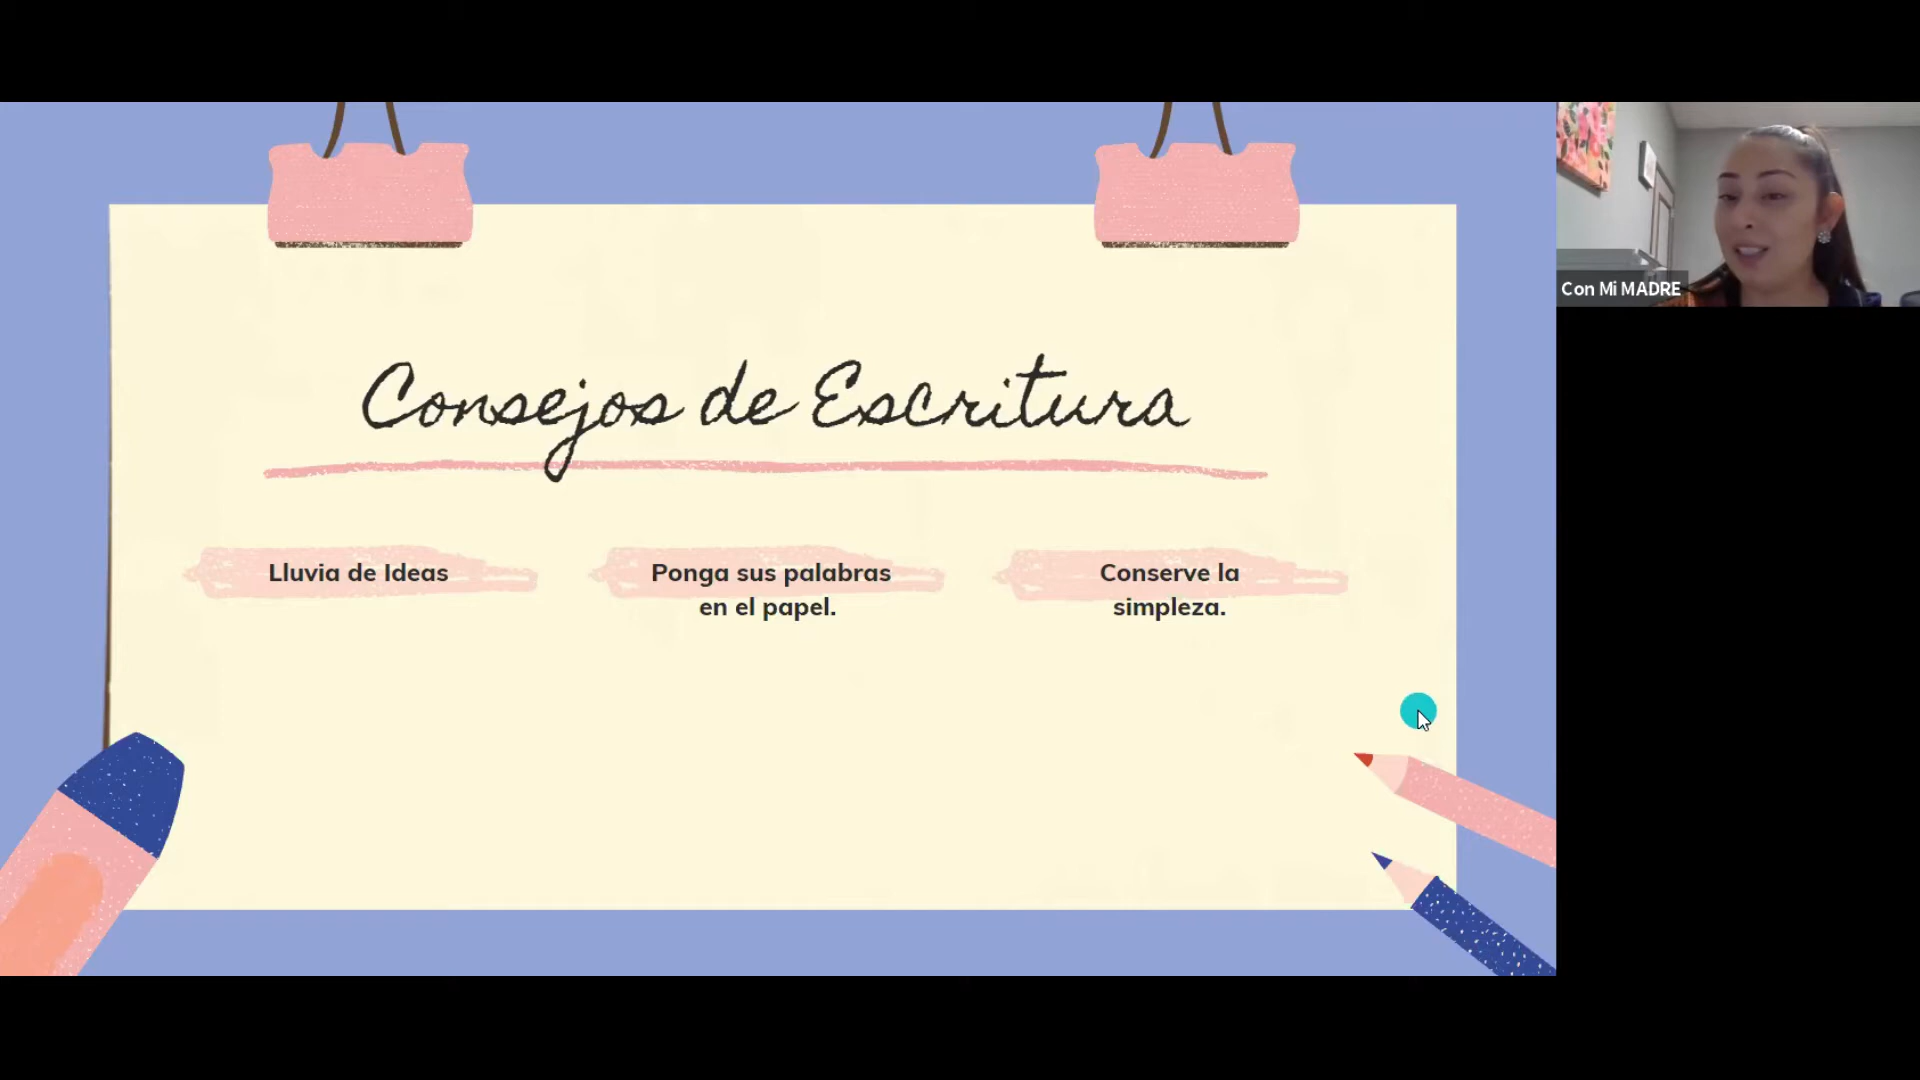 Consejos de Escritura
Lluvia de Ideas
Ponga sus palabras
en el papel.
Conserve la
simpleza.
Con Mi MADRE